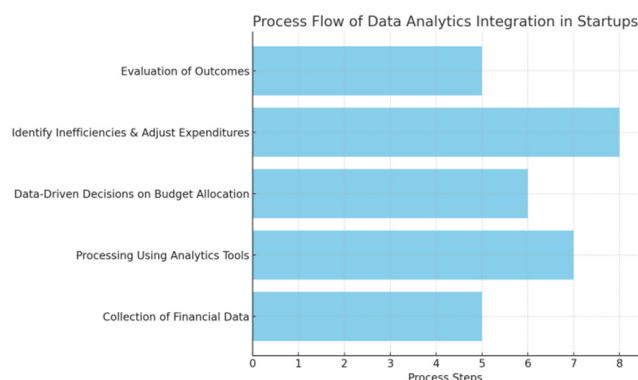 Process Flow of Data Analytics Integration in Startups
Evaluation of Outcomes
Identify Inefficiencies & Adjust Expenditures
Data-Driven Decisions on Budget Allocation
Processing Using Analytics Tools
Collection of Financial Data
0 1 2 3 4 5 6 7 8
Process Steps